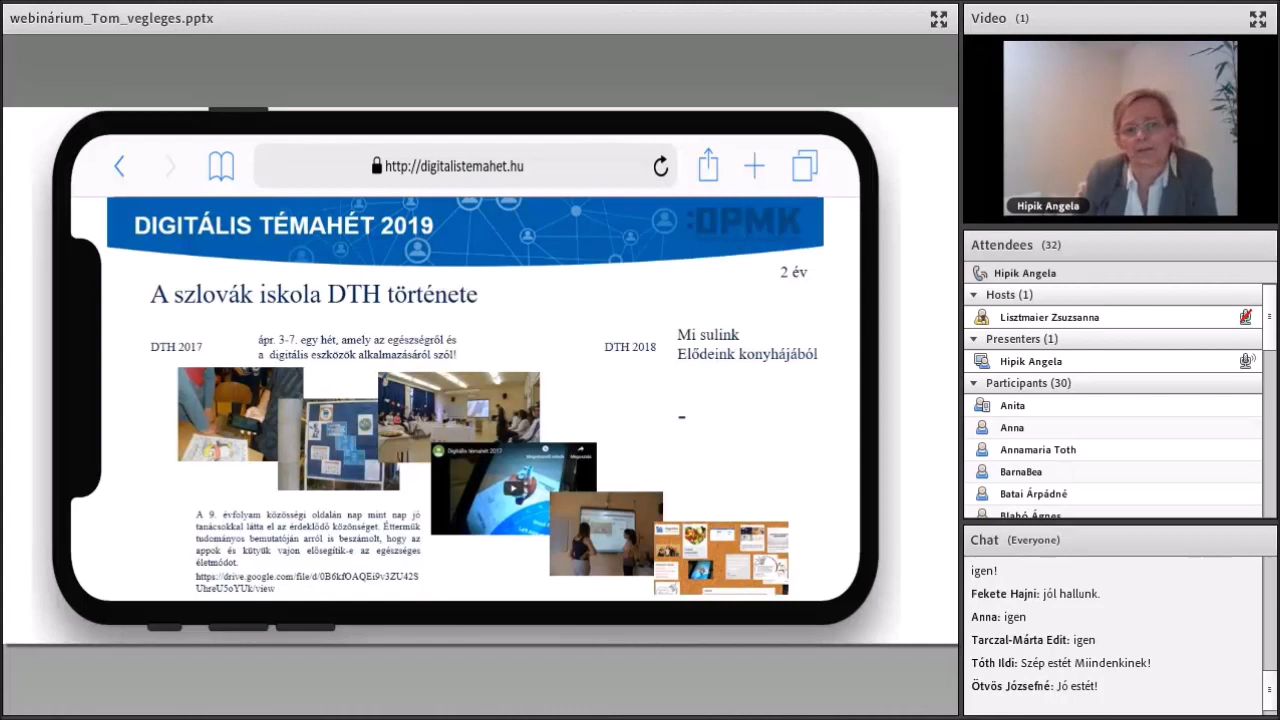 webinárium_Tom_vegleges.pptx
http://digitalistemahet.hu
DIGITÁLIS TÉMAHÉT 2019
:DPMK
2 év
A szlovák iskola DTH története
DTH 2017
ápr. 3-7. egy hét, amely az egészségről és
a digitális eszközök alkalmazásáról szól!
DTH 2018
Mi sulink
Elődeink konyhájából
-
Digitális témahét 2017
A 9. évfolyam közösségi oldalán nap mint nap jó
tanácsokkal látta el az érdeklődő közönséget. Éttermük
tudományos bemutatóján arról is beszámolt, hogy az
appok és kütyük vajon elősegítik-e az egészséges
életmódot.
https://drive.google.com/file/d/0B6kfOAQEi9v3ZU42S
UhreU5oYUk/view
Video (1)
Hipik Angela
Attendees (32)
Hipik Angela
Hosts (1)
Lisztmaier Zsuzsanna
Presenters (1)
Hipik Angela
Participants (30)
Anita
Anna
Annamaria Toth
BarnaBea
Batai Árpádné
Blahó Ágnes
Chat (Everyone)
igen!
Fekete Hajni: jól hallunk.
Anna: igen
Tarczal-Márta Edit: igen
Tóth Ildi: Szép estét Miindenkinek!
Ötvös Józsefné: Jó estét!